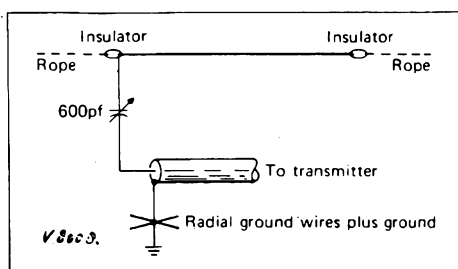 Insulator Insulator
Rope Rope
600pf
To transmitter
Radial ground wires plus ground